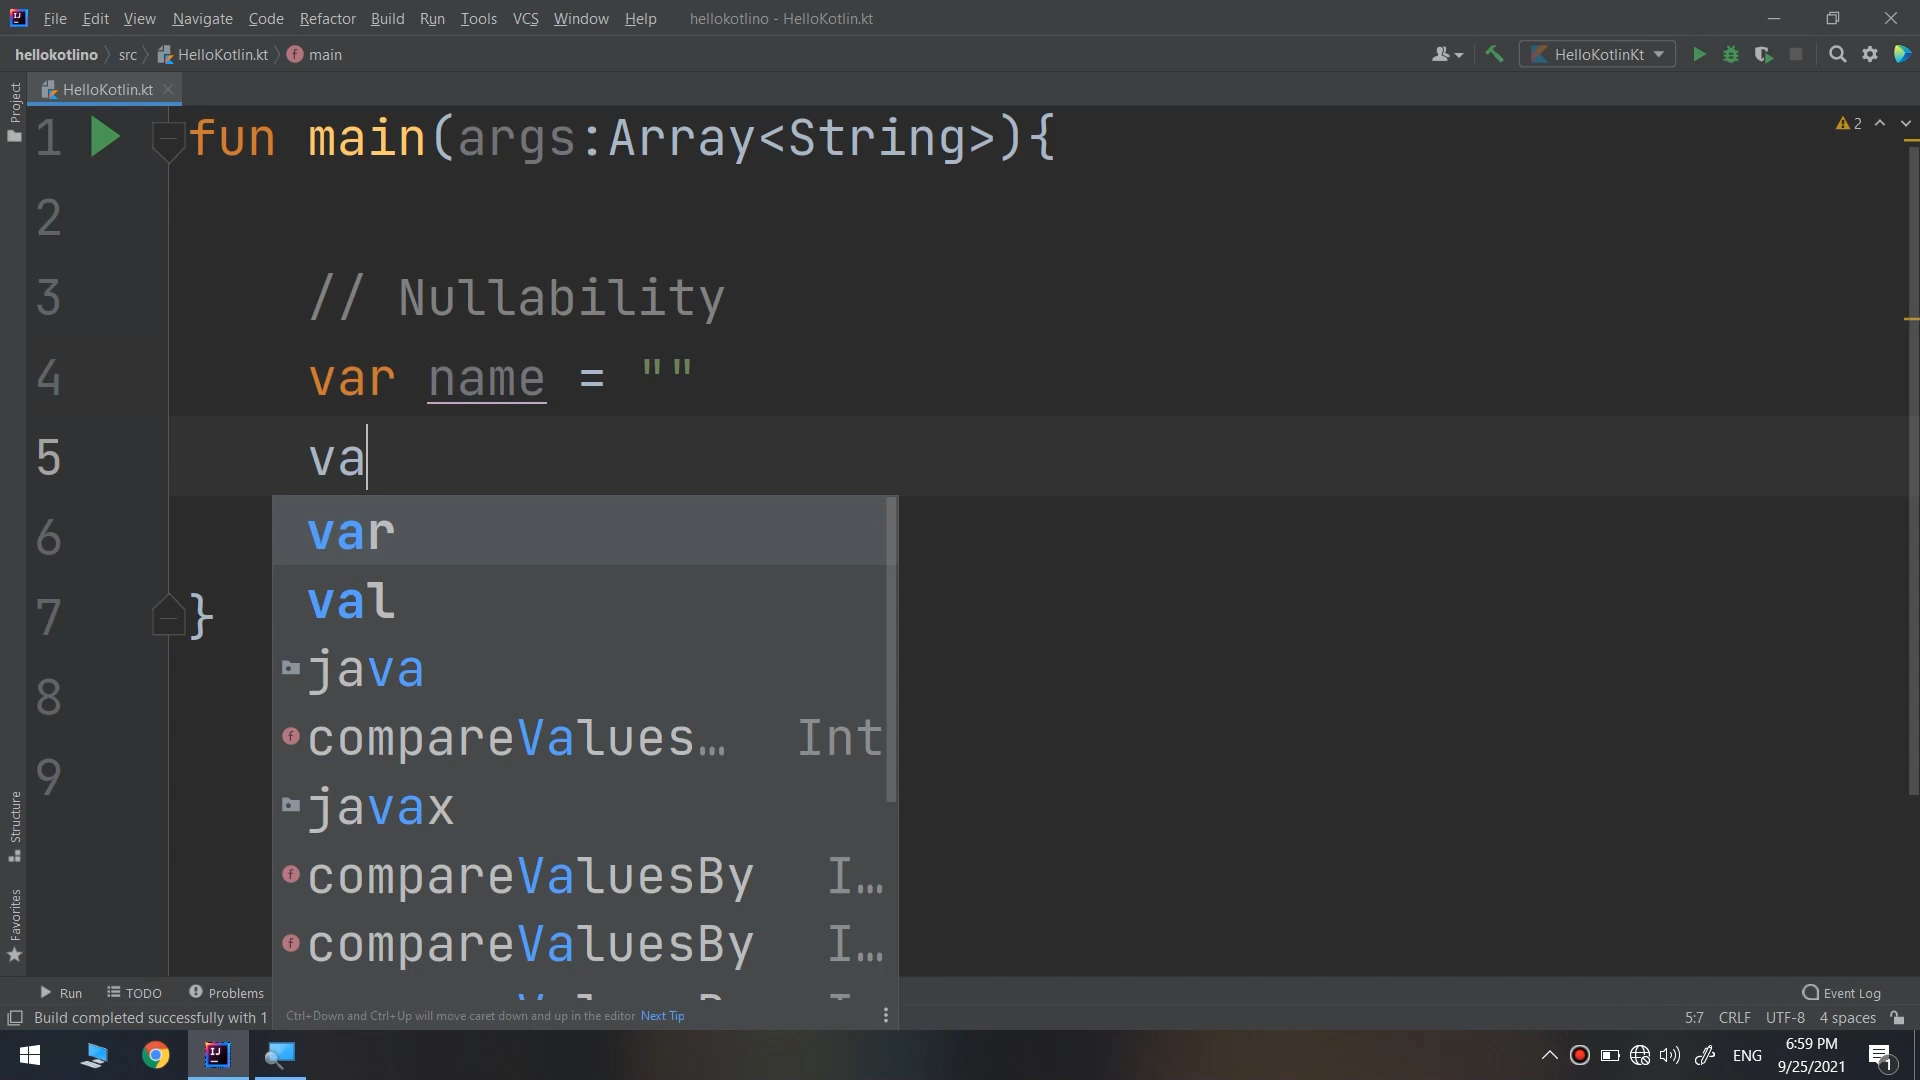 File Edit View Navigate Code Refactor Build Run Tools VCS Window Help hellokotlino - HelloKotlin.kt
hellokotlino src HelloKotlin.kt main HelloKotlinKt
HelloKotlin.kt
Project
1 fun main(args:Array<String>){
2
2
3 // Nullability
4 var name = ""
5 va
6
7 }
8
9
var
val
java
compareValues… Int
javax
compareValuesBy I…
compareValuesBy I…
Ctrl+Down and Ctrl+Up will move caret down and up in the editor Next Tip
Structure
Favorites
Run TODO Problems Event Log
Build completed successfully with 1 5:7 CRLF UTF-8 4 spaces
ENG 6:59 PM
9/25/2021
1